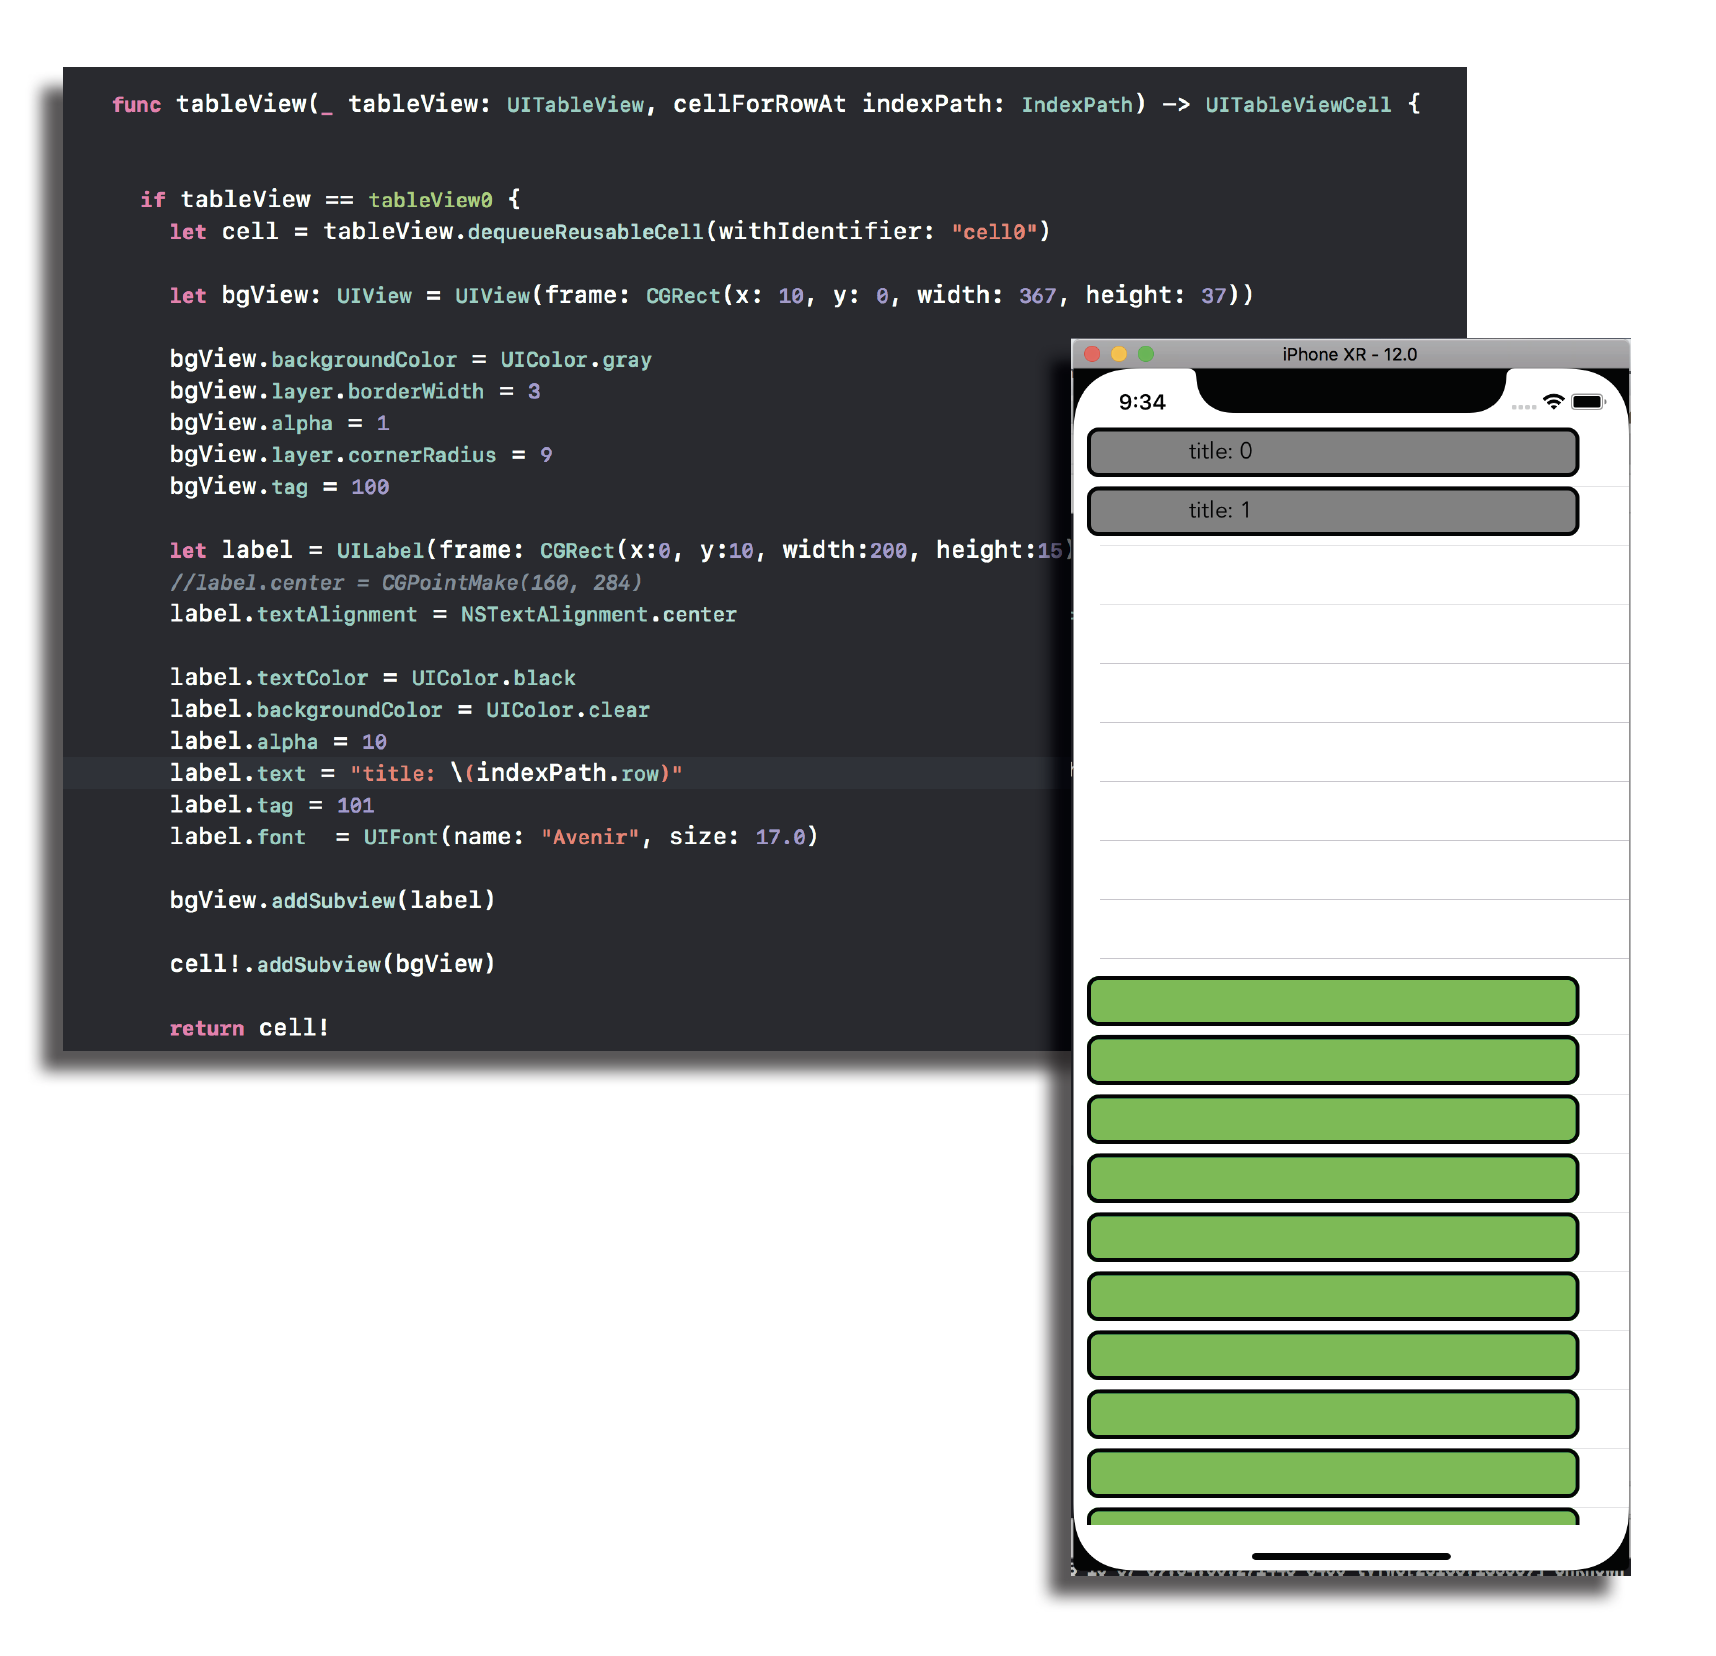 func tableView(_ tableView: UITableView, cellForRowAt indexPath: IndexPath) -> UITableViewCell {
if tableView == tableView0 {
let cell = tableView.dequeueReusableCell(withIdentifier: "cell0")
let bgView: UIView = UIView(frame: CGRect(x: 10, y: 0, width: 367, height: 37))
bgView.backgroundColor = UIColor.gray
bgView.layer.borderWidth = 3
bgView.alpha = 1
bgView.layer.cornerRadius = 9
bgView.tag = 100
let label = UILabel(frame: CGRect(x:0, y:10, width:200, height:15)
//label.center = CGPointMake(160, 284)
label.textAlignment = NSTextAlignment.center
label.textColor = UIColor.black
label.backgroundColor = UIColor.clear
label.alpha = 10
label.text = "title: \(indexPath.row)"
label.tag = 101
label.font  = UIFont(name: "Avenir", size: 17.0)
bgView.addSubview(label)
cell!.addSubview(bgView)
return cell!
iPhone XR - 12.0
9:34
title: 0
title: 1